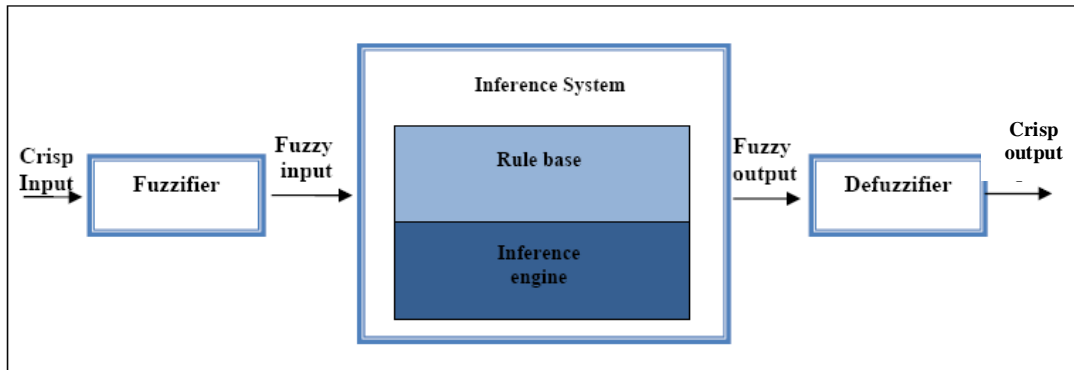 Crisp
Input
Fuzzifier
Fuzzy
input
Inference System
Rule base
Inference
engine
Fuzzy
output
Defuzzifier
Crisp
output